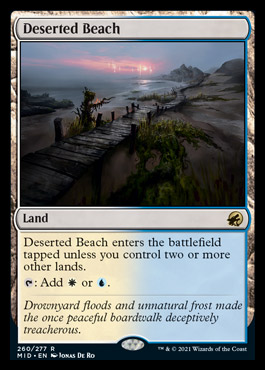 Deserted Beach
Land
Deserted Beach enters the battlefield
tapped unless you control two or more
other lands.
: Add or .
Drownyard floods and unnatural frost made
the once peaceful boardwalk deceptively
treacherous.
260/277 R
MID • EN Jonas De Ro
™ & © 2021 Wizards of the Coast